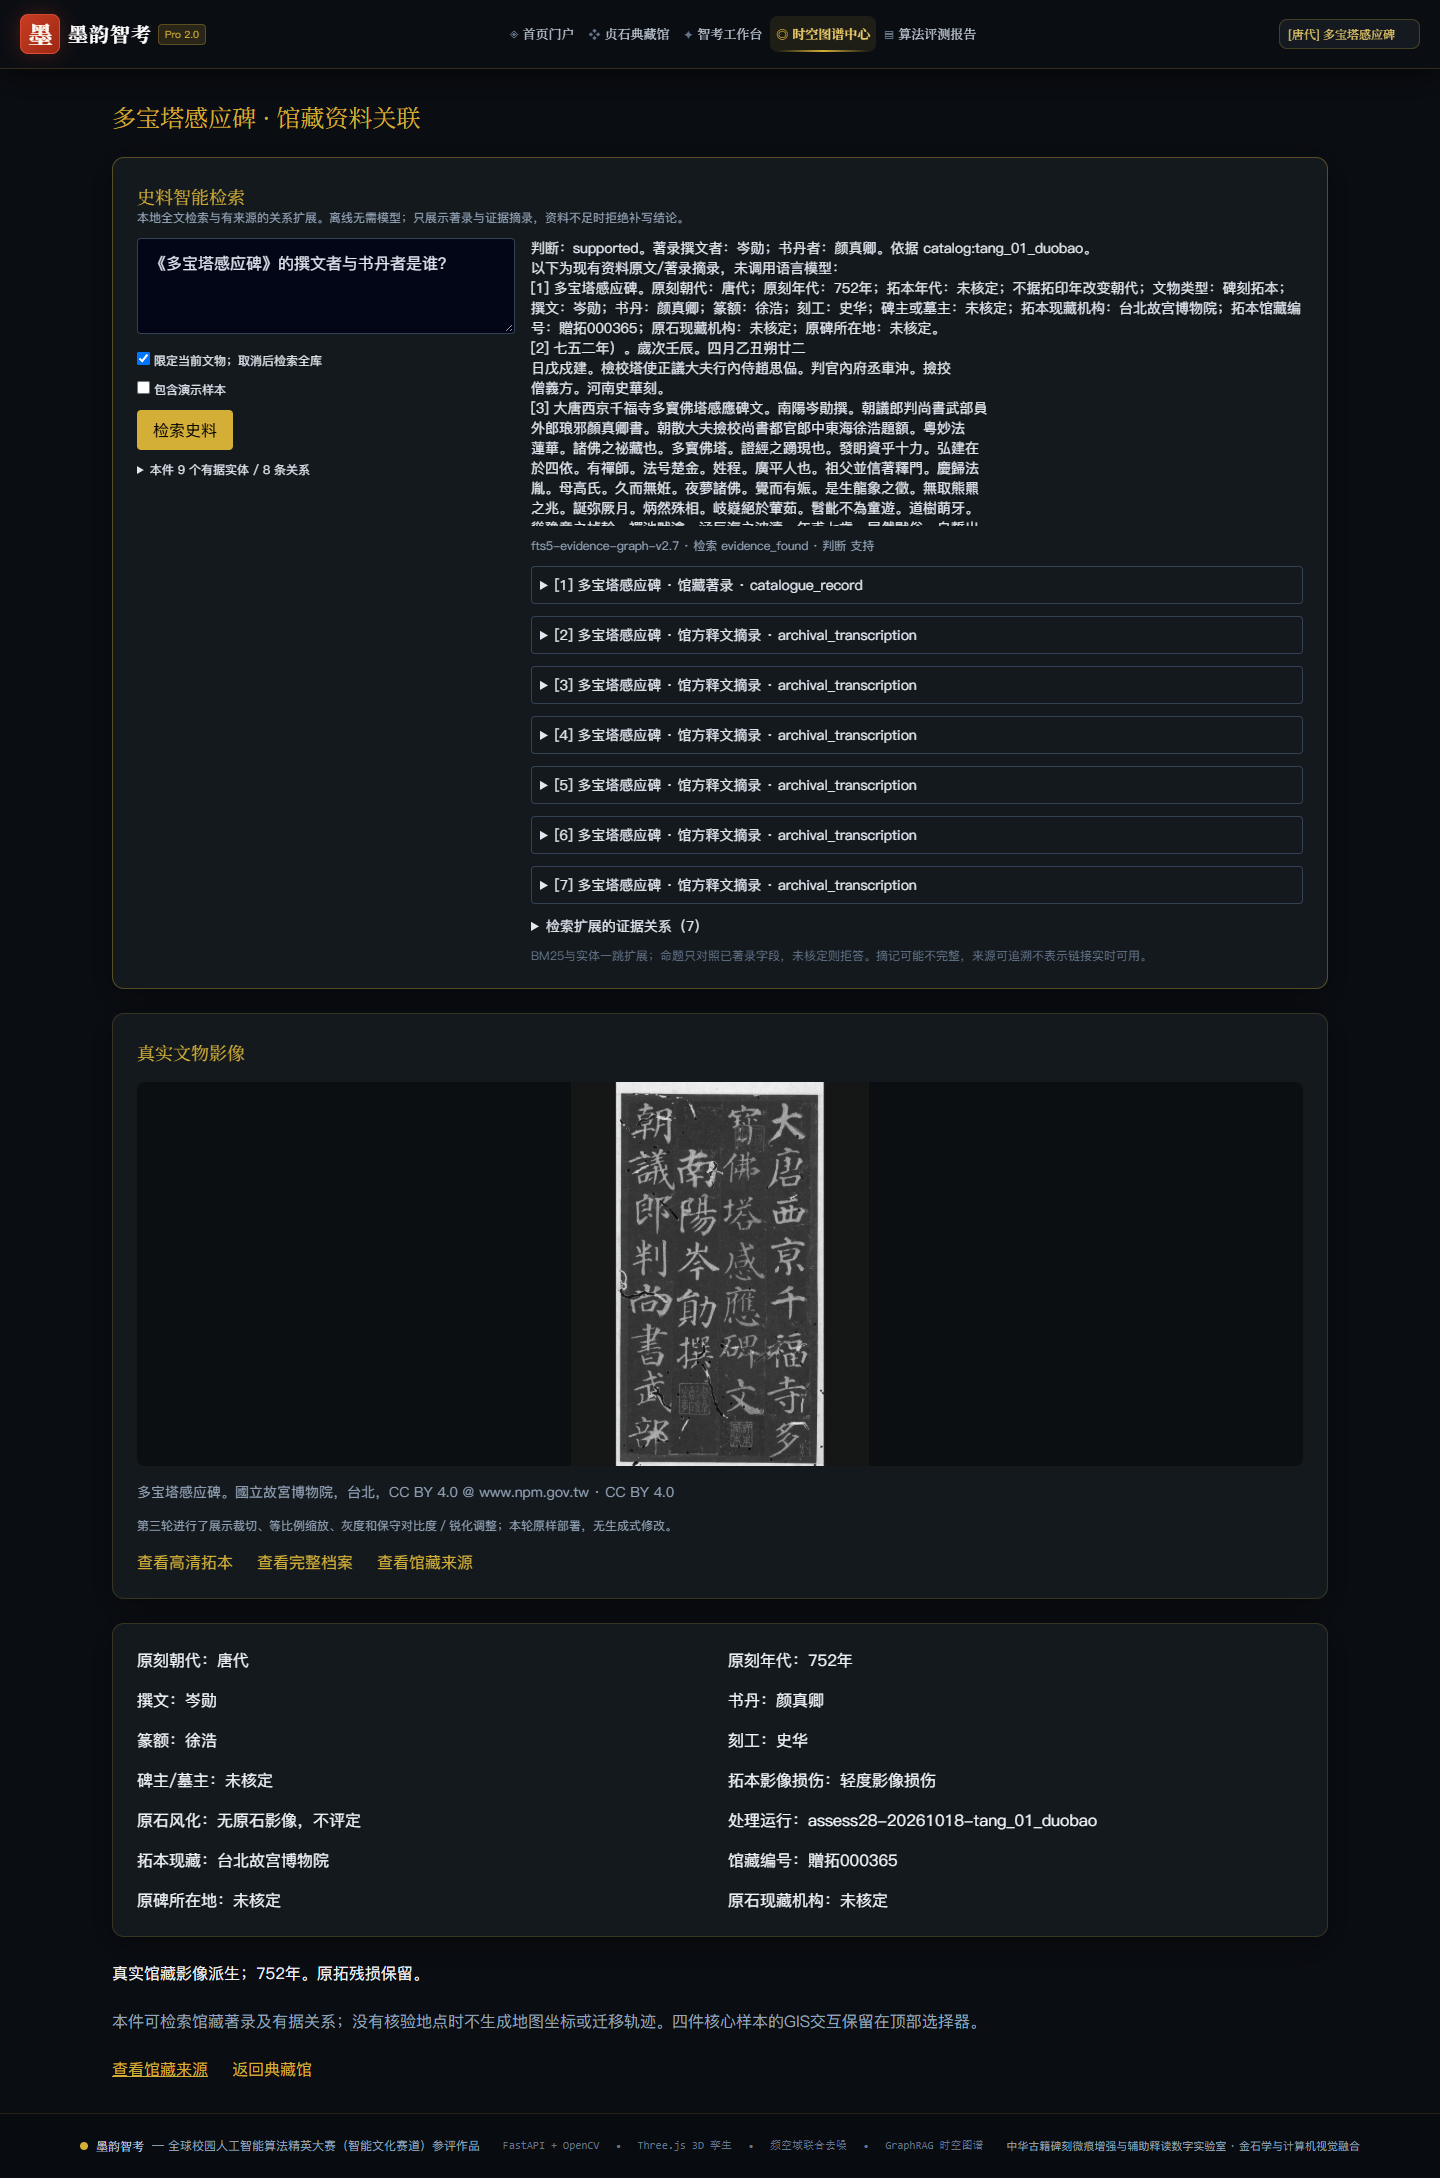 墨 墨韵智考 Pro 2.0
首页门户 贞石典藏馆 智考工作台 时空图谱中心 算法评测报告
[唐代] 多宝塔感应碑
多宝塔感应碑 · 馆藏资料关联
史料智能检索
本地全文检索与有来源的关系扩展。离线无需模型；只展示著录与证据摘录，资料不足时拒绝补写结论。
《多宝塔感应碑》的撰文者与书丹者是谁？
限定当前文物；取消后检索全库
包含演示样本
检索史料
本件 9 个有据实体 / 8 条关系
判断：supported。著录撰文者：岑勋；书丹者：颜真卿。依据 catalog:tang_01_duobao。
以下为现有资料原文/著录摘录，未调用语言模型：
[1] 多宝塔感应碑。原刻朝代：唐代；原刻年代：752年；拓本年代：未核定；不据拓印年改变朝代；文物类型：碑刻拓本；
撰文：岑勋；书丹：颜真卿；篆额：徐浩；刻工：史华；碑主或墓主：未核定；拓本现藏机构：台北故宫博物院；拓本馆藏编
号：贈拓000365；原石现藏机构：未核定；原碑所在地：未核定。
[2] 七五二年）。歲次壬辰。四月乙丑朔廿二
日戊戍建。檢校塔使正議大夫行內侍趙思偘。判官內府丞車沖。撿挍
僧義方。河南史華刻。
[3] 大唐西京千福寺多寳佛塔感應碑文。南陽岑勛撰。朝議郎判尚書武部員
外郎琅邪顏真卿書。朝散大夫撿校尚書都官郎中東海徐浩題額。粵妙法
蓮華。諸佛之祕藏也。多寳佛塔。證經之踴現也。發眀資乎十力。弘建在
於四依。有禪師。法号楚金。姓程。廣平人也。祖父並信著釋門。慶歸法
胤。母高氏。久而無姙。夜夢諸佛。覺而有娠。是生龍象之徵。無取熊羆
之兆。誕弥厥月。炳然殊相。岐嶷絕於葷茹。髫齔不為童遊。道樹萌牙。
fts5-evidence-graph-v2.7 · 检索 evidence_found · 判断 支持
[1] 多宝塔感应碑 · 馆藏著录 · catalogue_record
[2] 多宝塔感应碑 · 馆方释文摘录 · archival_transcription
[3] 多宝塔感应碑 · 馆方释文摘录 · archival_transcription
[4] 多宝塔感应碑 · 馆方释文摘录 · archival_transcription
[5] 多宝塔感应碑 · 馆方释文摘录 · archival_transcription
[6] 多宝塔感应碑 · 馆方释文摘录 · archival_transcription
[7] 多宝塔感应碑 · 馆方释文摘录 · archival_transcription
检索扩展的证据关系（7）
BM25与实体一跳扩展；命题只对照已著录字段，未核定则拒答。摘记可能不完整，来源可追溯不表示链接实时可用。
真实文物影像
大唐西京千福寺多
寳佛塔感應碑文
南陽岑勛撰
朝議郎判尚書武部
多宝塔感应碑。國立故宮博物院，台北，CC BY 4.0 @ www.npm.gov.tw · CC BY 4.0
第三轮进行了展示裁切、等比例缩放、灰度和保守对比度 / 锐化调整；本轮原样部署，无生成式修改。
查看高清拓本 查看完整档案 查看馆藏来源
原刻朝代：唐代
原刻年代：752年
撰文：岑勋
书丹：颜真卿
篆额：徐浩
刻工：史华
碑主/墓主：未核定
拓本影像损伤：轻度影像损伤
原石风化：无原石影像，不评定
处理运行：assess28-20261018-tang_01_duobao
拓本现藏：台北故宫博物院
馆藏编号：贈拓000365
原碑所在地：未核定
原石现藏机构：未核定
真实馆藏影像派生；752年。原拓残损保留。
本件可检索馆藏著录及有据关系；没有核验地点时不生成地图坐标或迁移轨迹。四件核心样本的GIS交互保留在顶部选择器。
查看馆藏来源 返回典藏馆
墨韵智考 — 全球校园人工智能算法精英大赛（智能文化赛道）参评作品 FastAPI + OpenCV • Three.js 3D 孪生 • 频空域联合去噪 • GraphRAG 时空图谱 中华古籍碑刻微痕增强与辅助释读数字实验室 · 金石学与计算机视觉融合